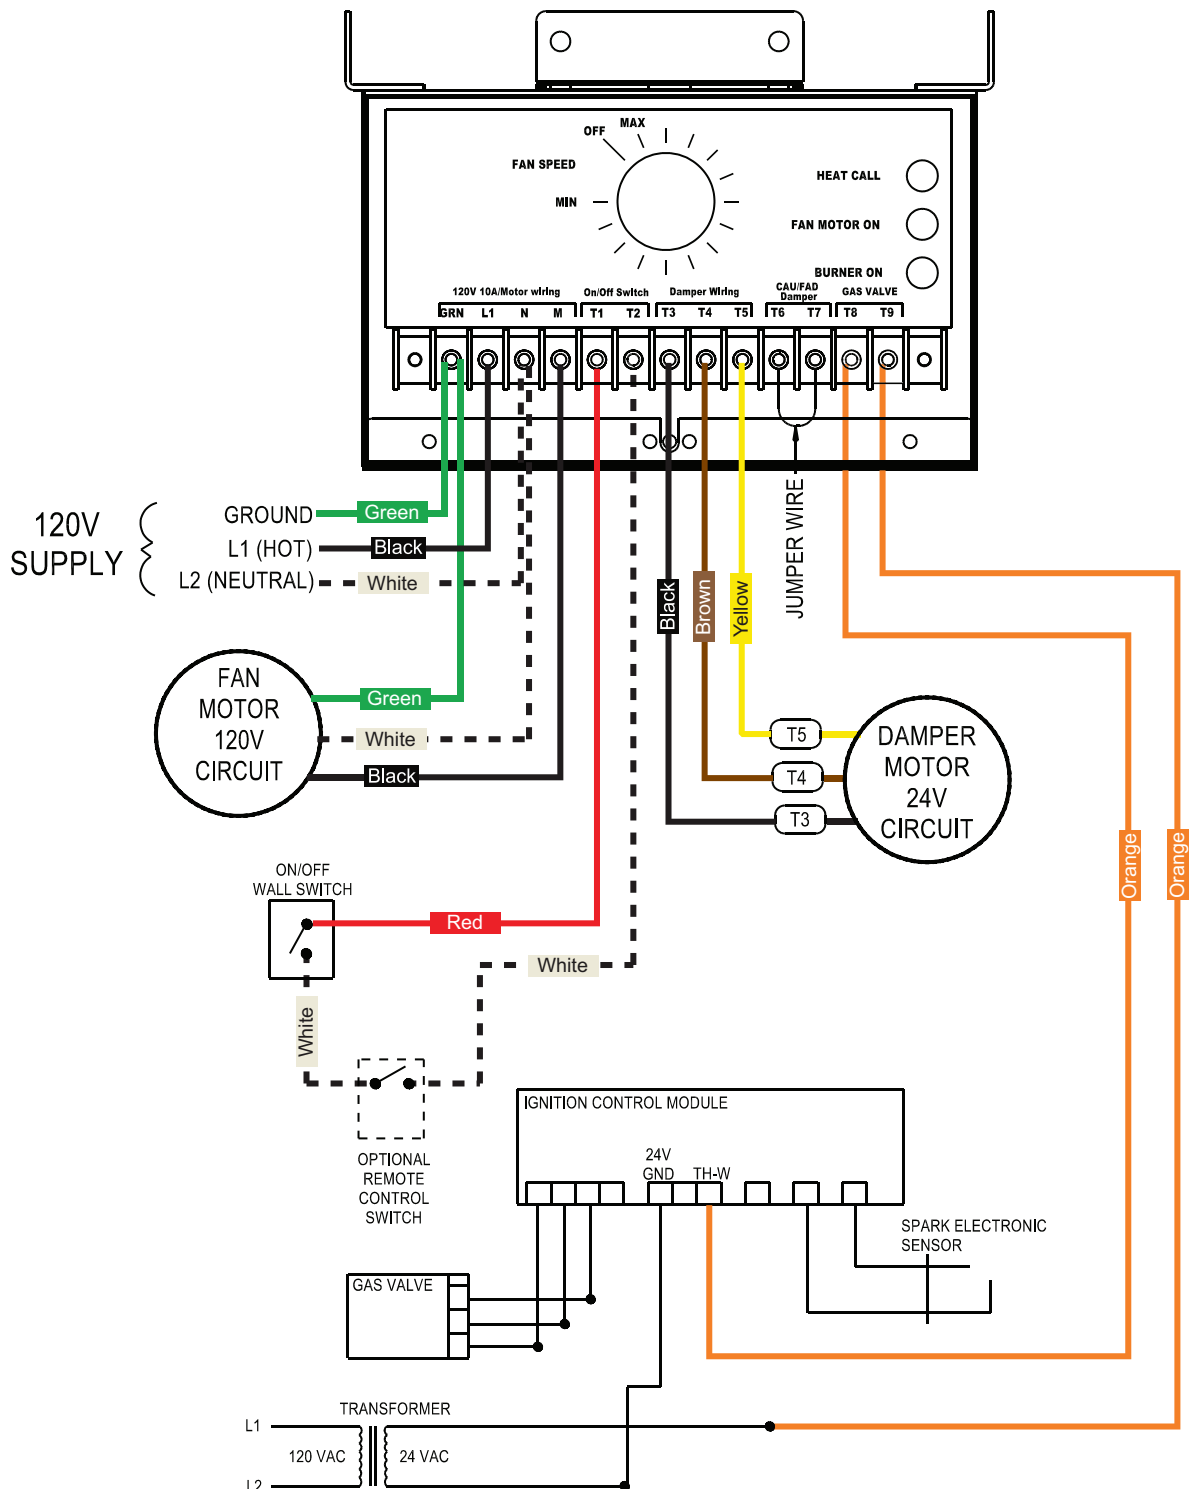 OFF
MAX
FAN SPEED
MIN
HEAT CALL
FAN MOTOR ON
BURNER ON
120V 10A/Motor wiring
On/Off Switch
Damper Wiring
CAU/FAD
Damper
GAS VALVE
GRN L1 N M T1 T2 T3 T4 T5 T6 T7 T8 T9
120V
SUPPLY
GROUND
Green
L1 (HOT)
Black
L2 (NEUTRAL)
White
Black
Brown
Yellow
JUMPER WIRE
FAN
MOTOR
120V
CIRCUIT
Green
White
Black
T5
T4
T3
DAMPER
MOTOR
24V
CIRCUIT
Orange
Orange
ON/OFF
WALL SWITCH
Red
White
White
OPTIONAL
REMOTE
CONTROL
SWITCH
IGNITION CONTROL MODULE
24V
GND
TH-W
SPARK ELECTRONIC
SENSOR
GAS VALVE
TRANSFORMER
L1
120 VAC
24 VAC
L2